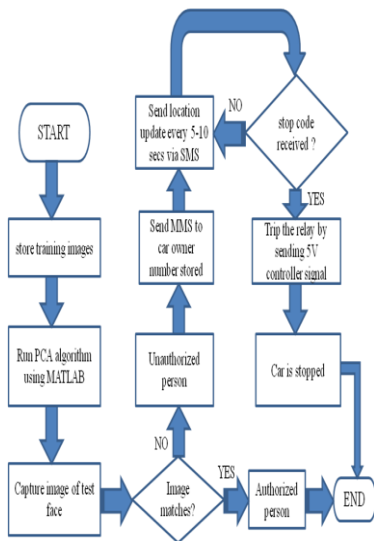 START
store training images
Run PCA algorithm
using MATLAB
Capture image of test
face
Image
matches?
NO
Unauthorized
person
Send MMS to
car owner
number stored
Send location
update every 5-10
secs via SMS
NO
stop code
received ?
YES
Trip the relay by
sending 5V
controller signal
Car is stopped
YES
Authorized
person
END